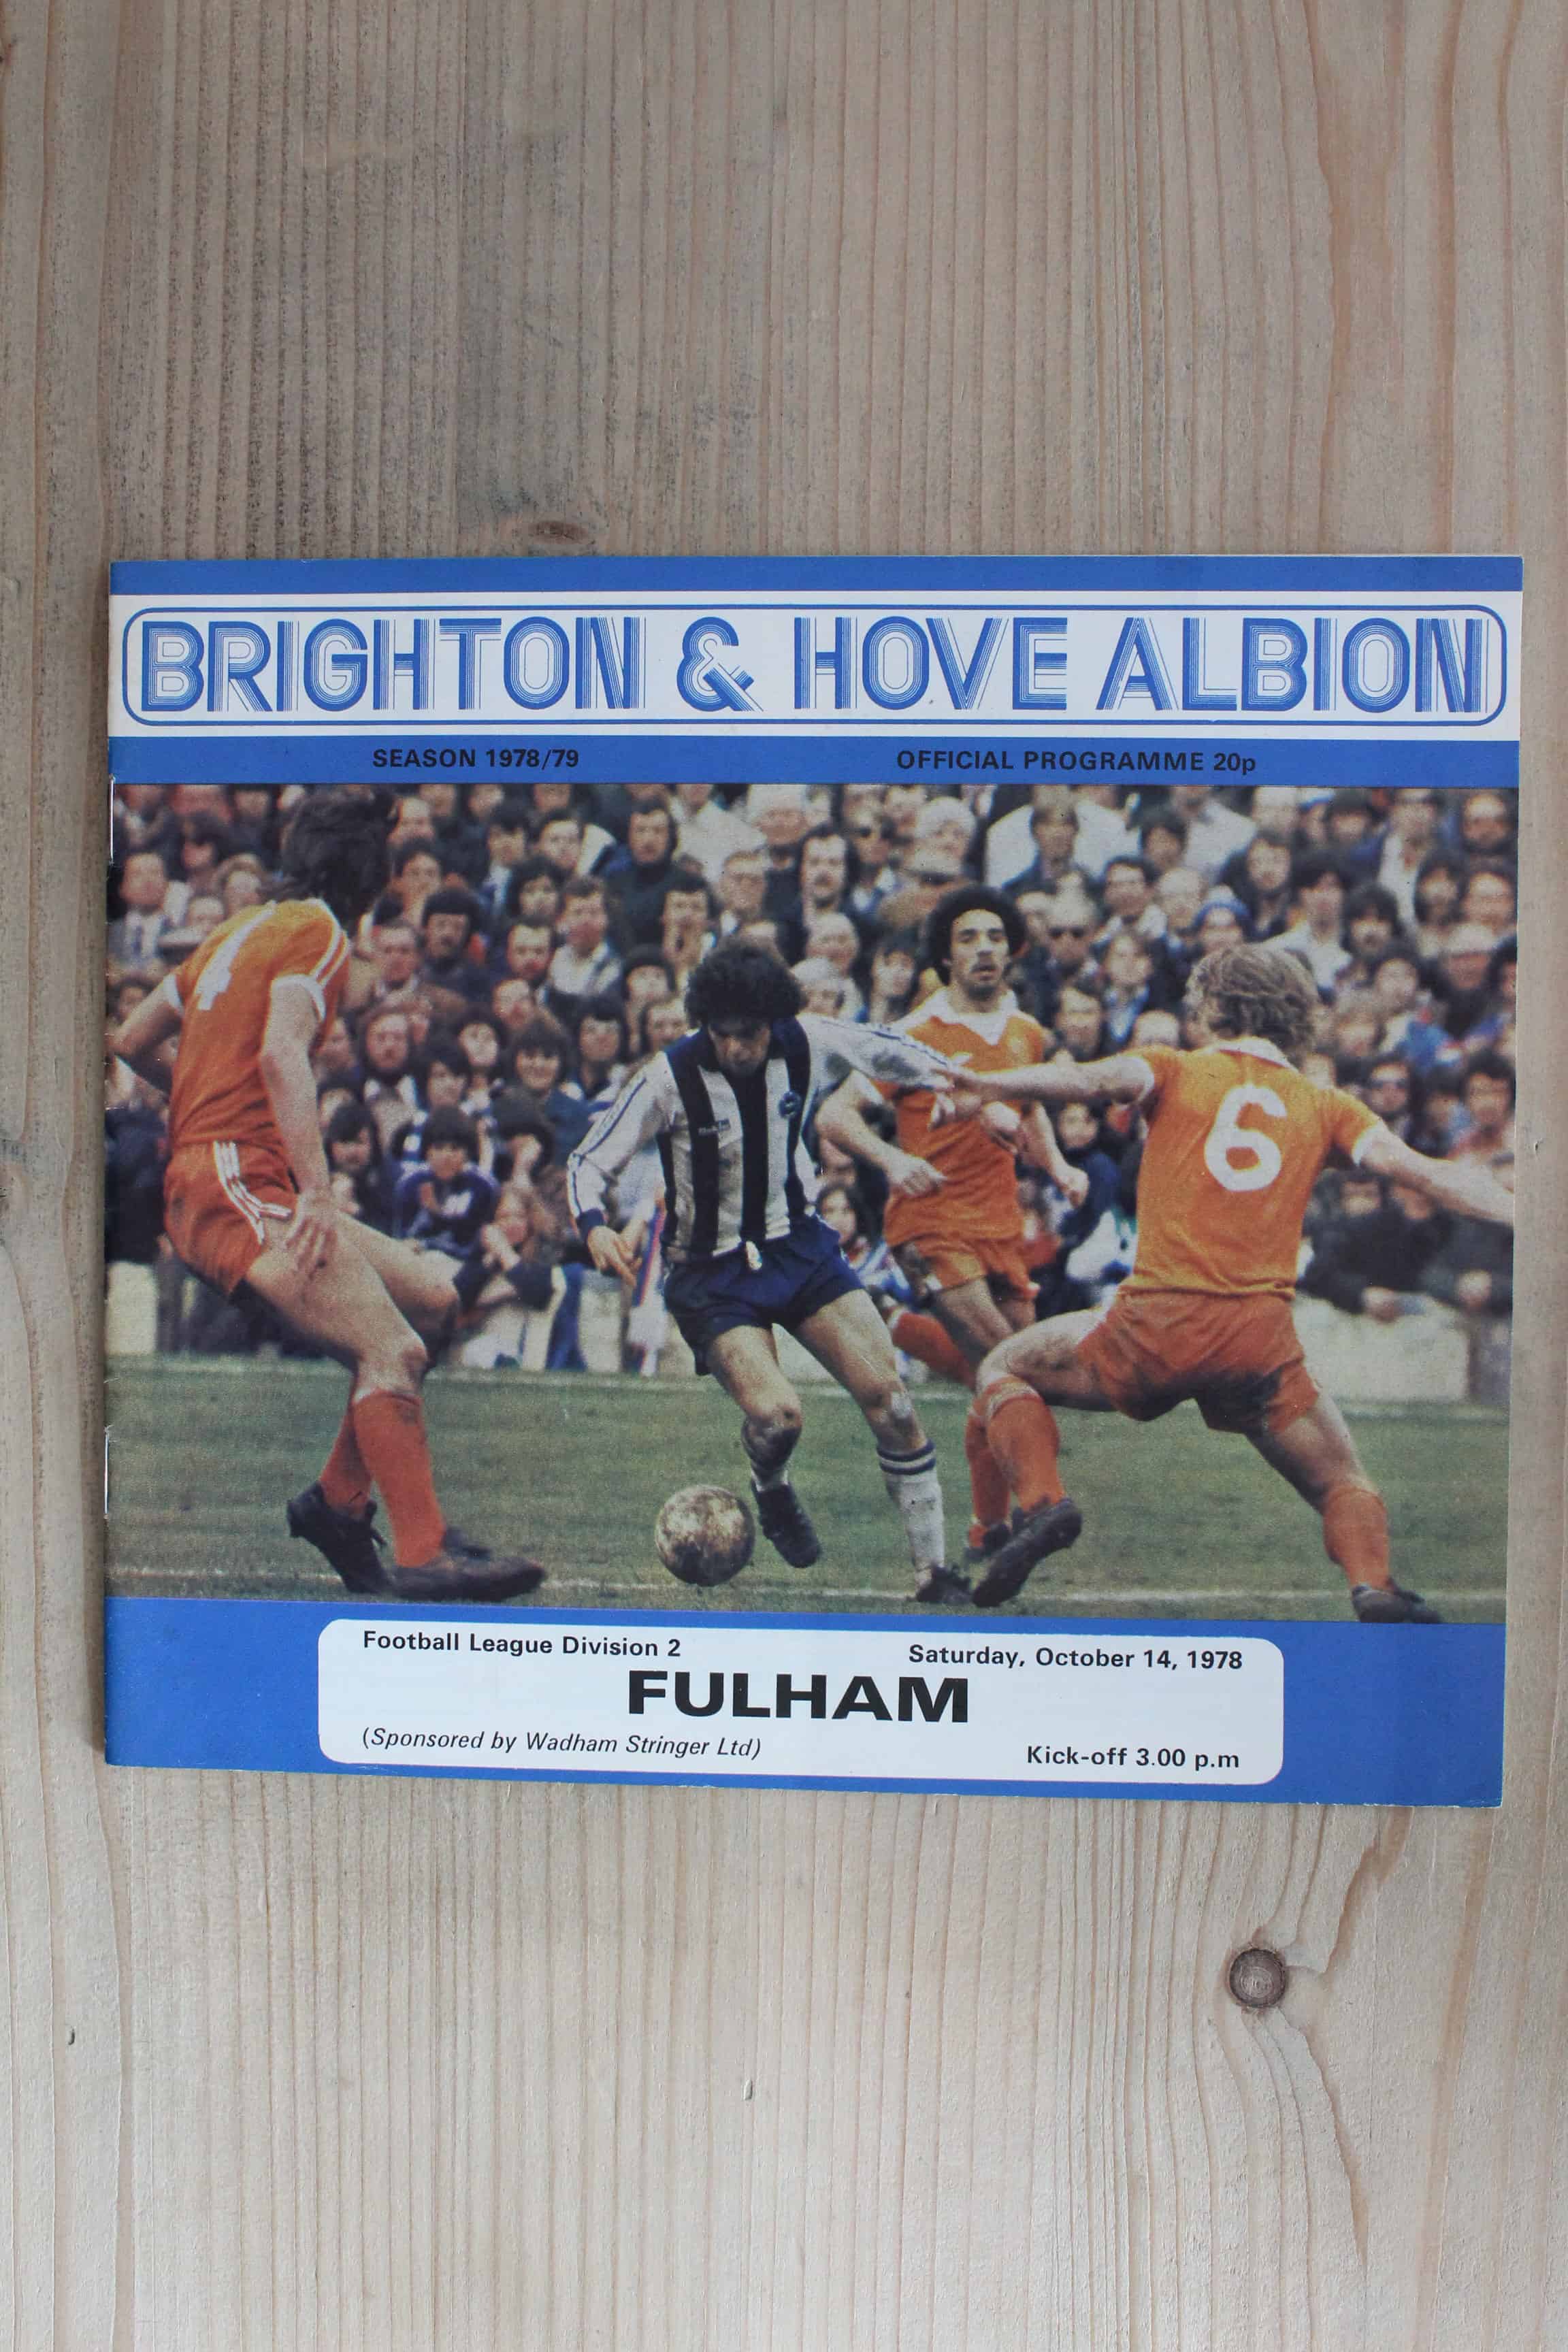 BRIGHTON & HOVE ALBION
SEASON 1978/79 OFFICIAL PROGRAMME 20p
4
6
Football League Division 2 Saturday, October 14, 1978
FULHAM
(Sponsored by Wadham Stringer Ltd)
Kick-off 3.00 p.m